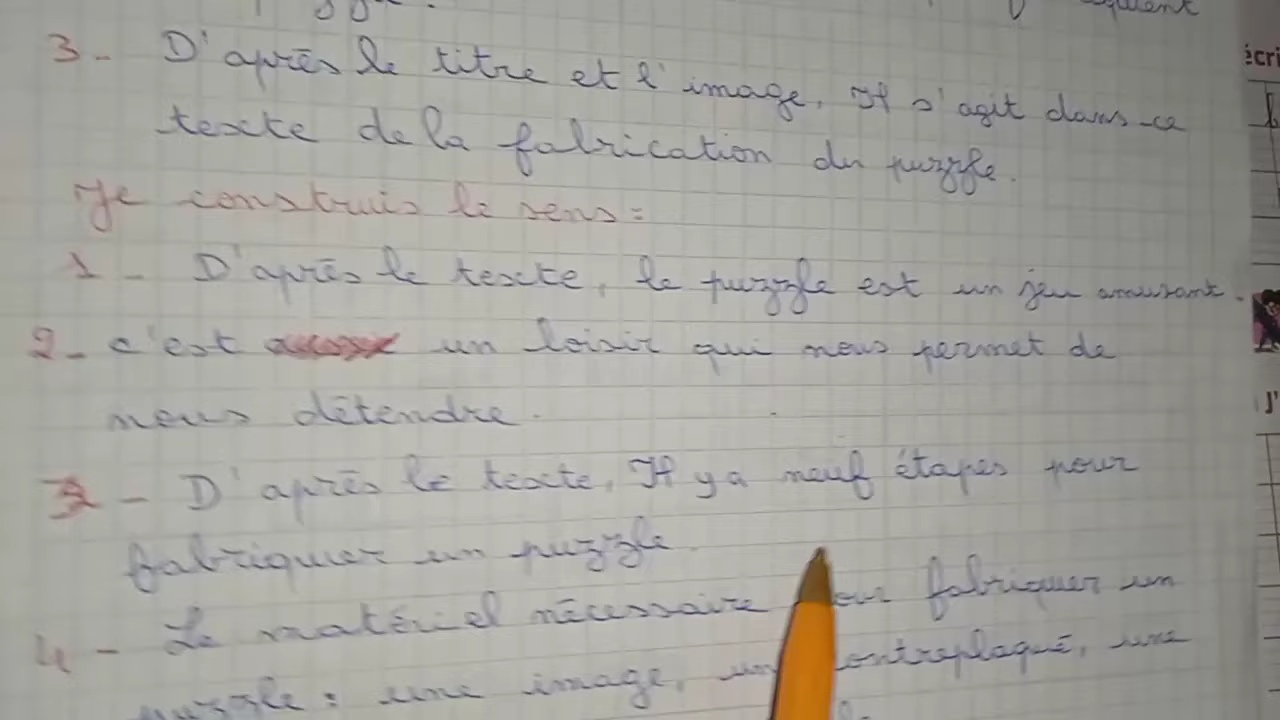 3- D'après le titre et l'image, Il s'agit dans ce
texte de la fabrication du puzzle.
Je construis le sens :
1 - D'après le texte, le puzzle est un jeu amusant.
2- c'est un loisir qui nous permet de
nous détendre.
3 - D'après le texte, Il y a neuf étapes pour
fabriquer un puzzle.
4 - Le matériel nécessaire fabriquer un
puzzle : une image, un contreplaqué, une
écri
J'